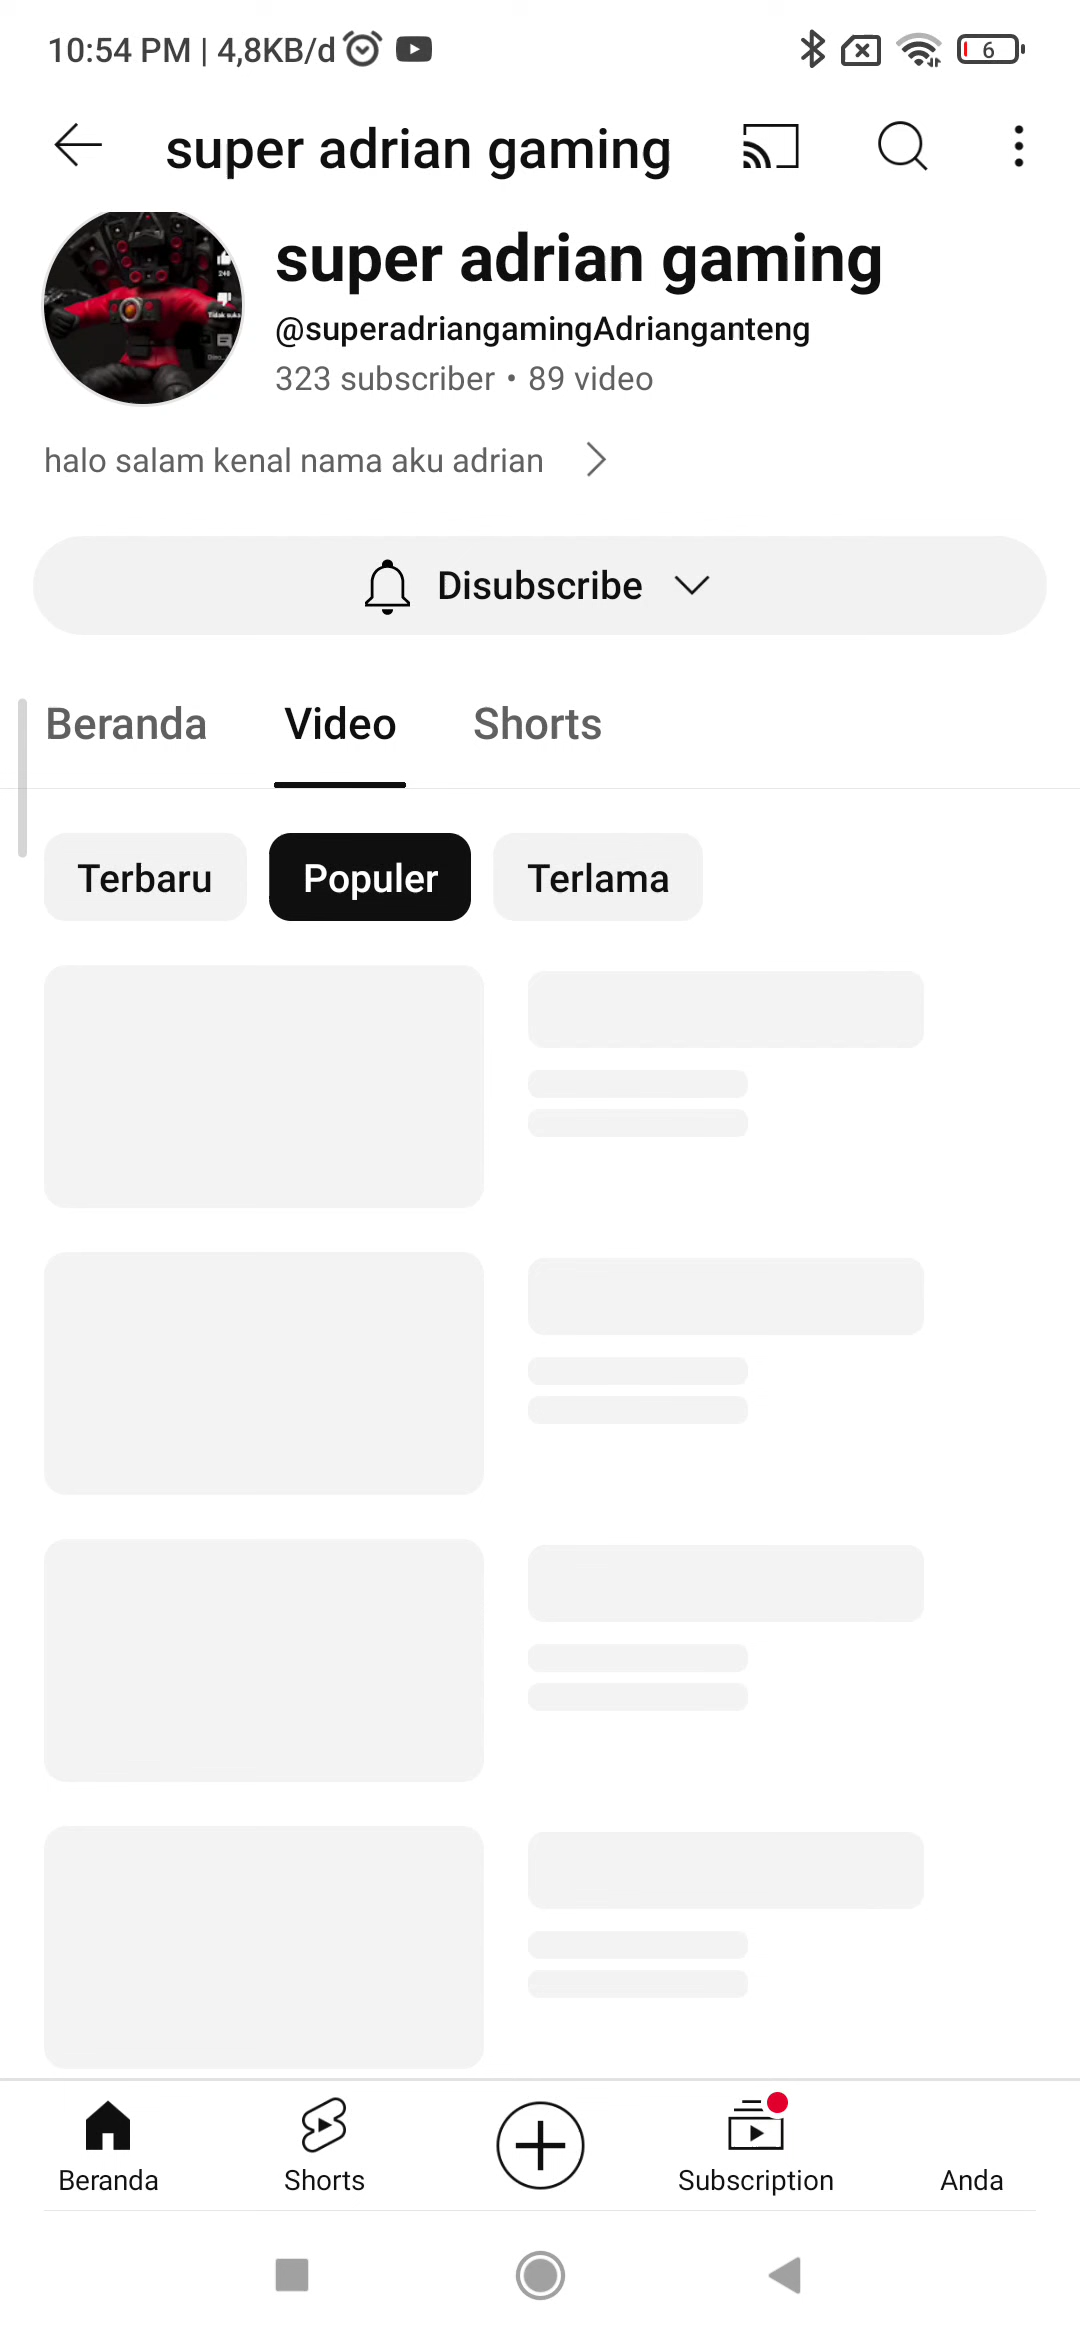 10:54 PM | 4,8KB/d
6
super adrian gaming
super adrian gaming
@superadriangamingAdrianganteng
323 subscriber • 89 video
halo salam kenal nama aku adrian
Disubscribe
Beranda Video Shorts
Terbaru Populer Terlama
Beranda Shorts Subscription Anda